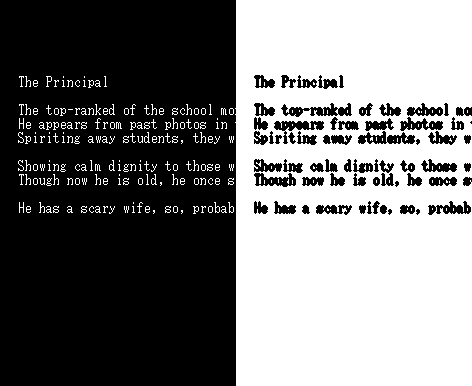 The Principal
The top-ranked of the school
He appears from past photos in
Spiriting away students, they
Showing calm dignity to those
Though now he is old, he once
He has a scary wife, so,
The Principal
The top-ranked of the school
He appears from past photos in
Spiriting away students, they
Showing calm dignity to those
Though now he is old, he once
He has a scary wife, so,